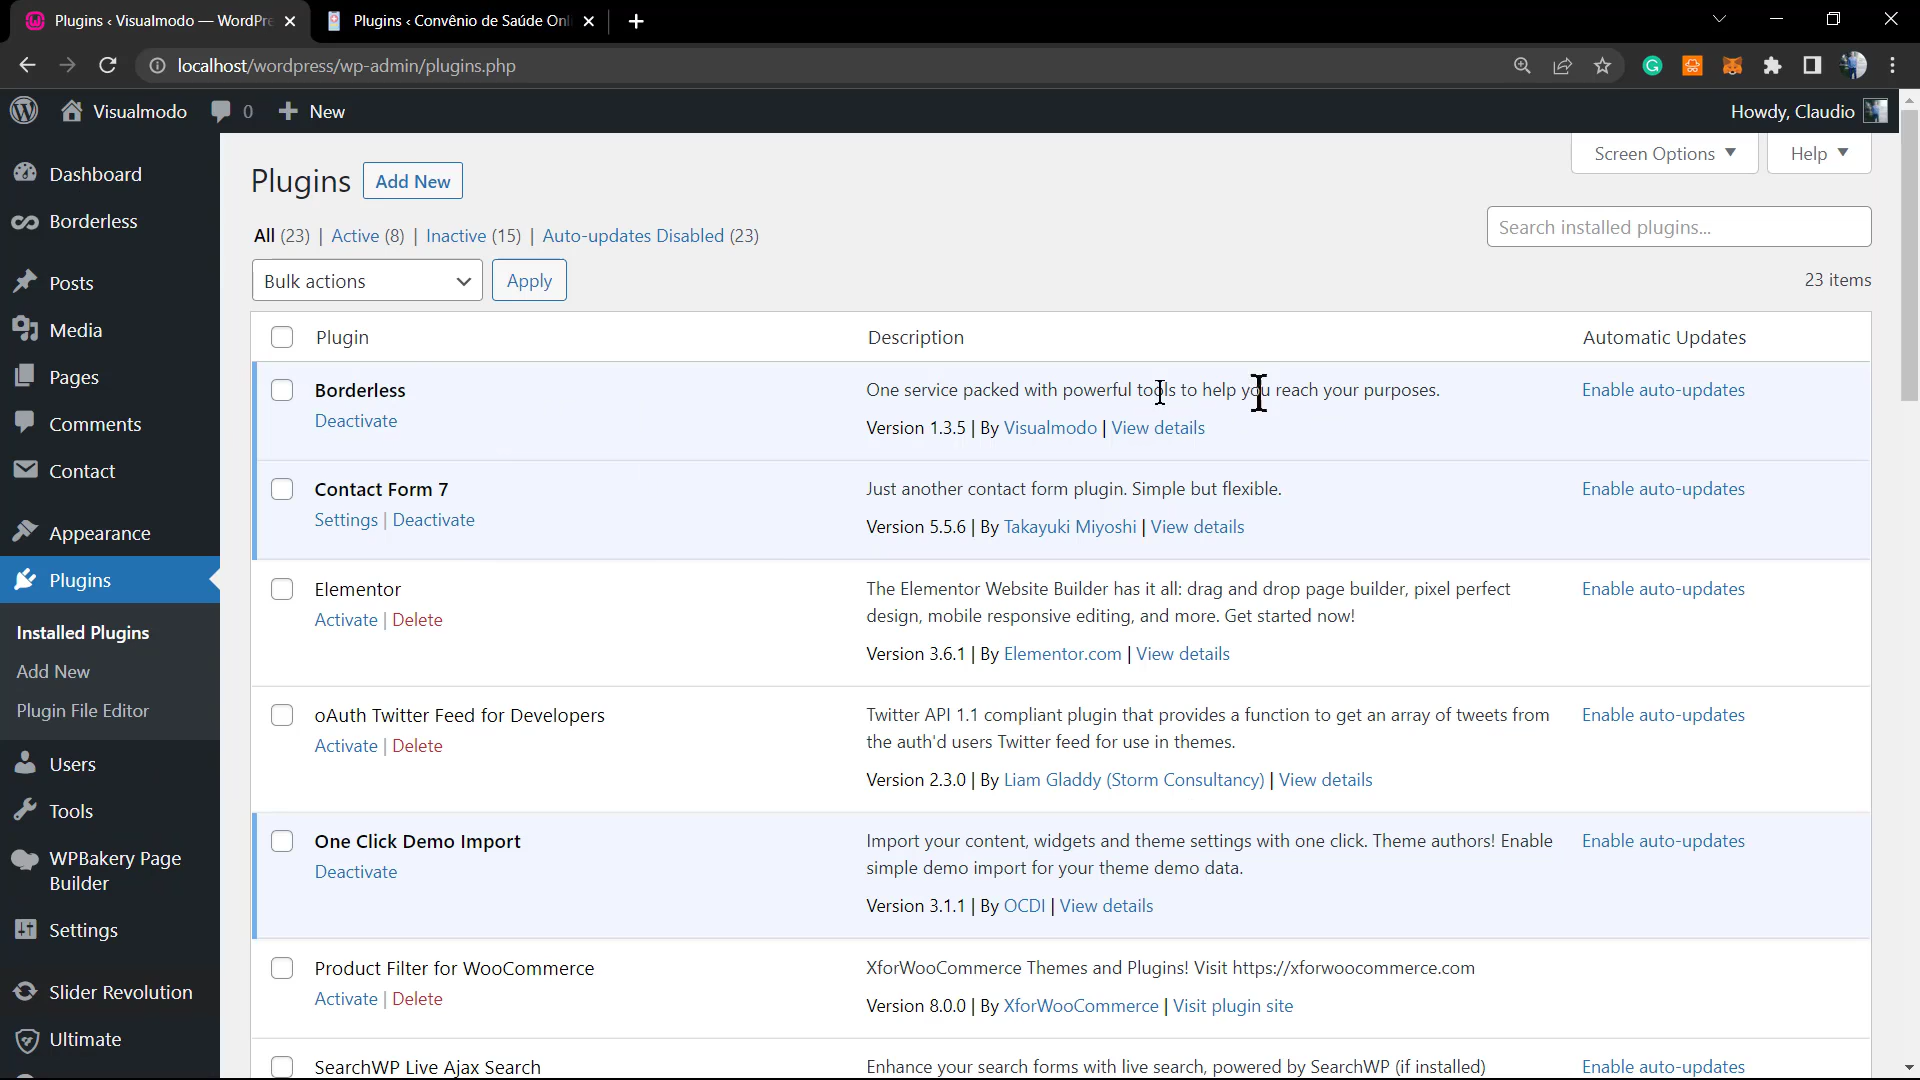 Plugins ‹ Visualmodo — WordPre
Plugins ‹ Convênio de Saúde Onl
localhost/wordpress/wp-admin/plugins.php
Visualmodo
0
New
Howdy, Claudio
Dashboard
Borderless
Posts
Media
Pages
Comments
Contact
Appearance
Plugins
Installed Plugins
Add New
Plugin File Editor
Users
Tools
WPBakery Page
Builder
Settings
Slider Revolution
Ultimate
Screen Options
Help
Plugins
Add New
All (23) | Active (8) | Inactive (15) | Auto-updates Disabled (23)
Search installed plugins...
Bulk actions
Apply
23 items
Plugin
Description
Automatic Updates
Borderless
Deactivate
One service packed with powerful tools to help you reach your purposes.
Version 1.3.5 | By Visualmodo | View details
Enable auto-updates
Contact Form 7
Settings | Deactivate
Just another contact form plugin. Simple but flexible.
Version 5.5.6 | By Takayuki Miyoshi | View details
Enable auto-updates
Elementor
Activate | Delete
The Elementor Website Builder has it all: drag and drop page builder, pixel perfect
design, mobile responsive editing, and more. Get started now!
Version 3.6.1 | By Elementor.com | View details
Enable auto-updates
oAuth Twitter Feed for Developers
Activate | Delete
Twitter API 1.1 compliant plugin that provides a function to get an array of tweets from
the auth'd users Twitter feed for use in themes.
Version 2.3.0 | By Liam Gladdy (Storm Consultancy) | View details
Enable auto-updates
One Click Demo Import
Deactivate
Import your content, widgets and theme settings with one click. Theme authors! Enable
simple demo import for your theme demo data.
Version 3.1.1 | By OCDI | View details
Enable auto-updates
Product Filter for WooCommerce
Activate | Delete
XforWooCommerce Themes and Plugins! Visit https://xforwoocommerce.com
Version 8.0.0 | By XforWooCommerce | Visit plugin site
SearchWP Live Ajax Search
Enhance your search forms with live search, powered by SearchWP (if installed)
Enable auto-updates